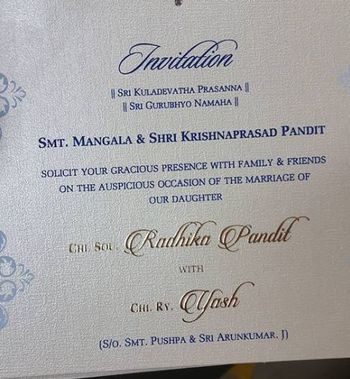 Invitation
|| Sri Kuladevatha Prasanna ||
|| Sri Gurubhyo Namaha ||
Smt. Mangala & Shri Krishnaprasad Pandit
SOLICIT YOUR GRACIOUS PRESENCE WITH FAMILY & FRIENDS
ON THE AUSPICIOUS OCCASION OF THE MARRIAGE OF
OUR DAUGHTER
Chi. Sou. Radhika Pandit
WITH
Chi. Ry. Yash
(S/o. Smt. Pushpa & Sri Arunkumar. J)